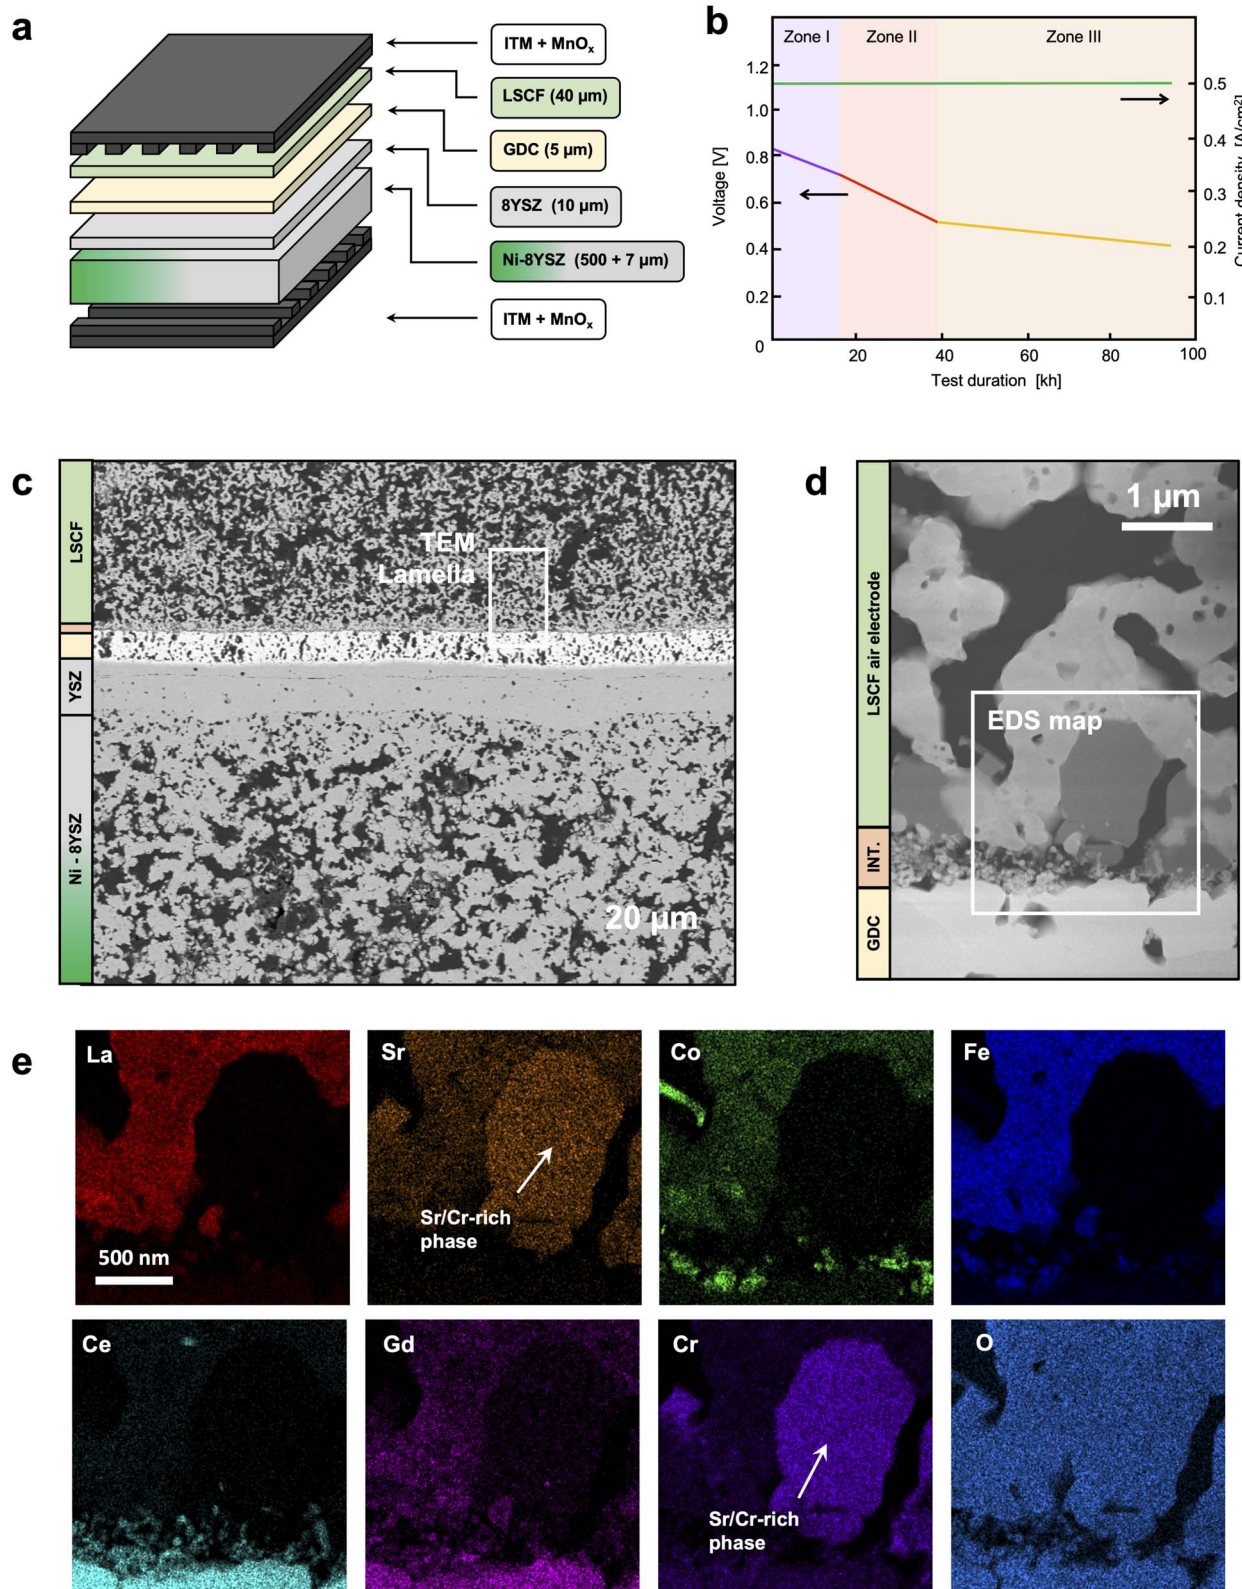 a
ITM + MnOx
LSCF (40 µm)
GDC (5 µm)
8YSZ (10 µm)
Ni-8YSZ (500 + 7 µm)
ITM + MnOx
b
Zone I
Zone II
Zone III
1.2
1.0
0.8
0.6
0.4
0.2
0
Voltage [V]
0.5
0.4
0.3
0.2
0.1
Current density [A/cm²]
20
40
60
80
100
Test duration [kh]
c
LSCF
YSZ
Ni - 8YSZ
TEM
Lamella
20 µm
d
LSCF air electrode
INT.
GDC
1 µm
EDS map
e
La
500 nm
Sr
Sr/Cr-rich
phase
Co
Fe
Ce
Gd
Cr
Sr/Cr-rich
phase
O